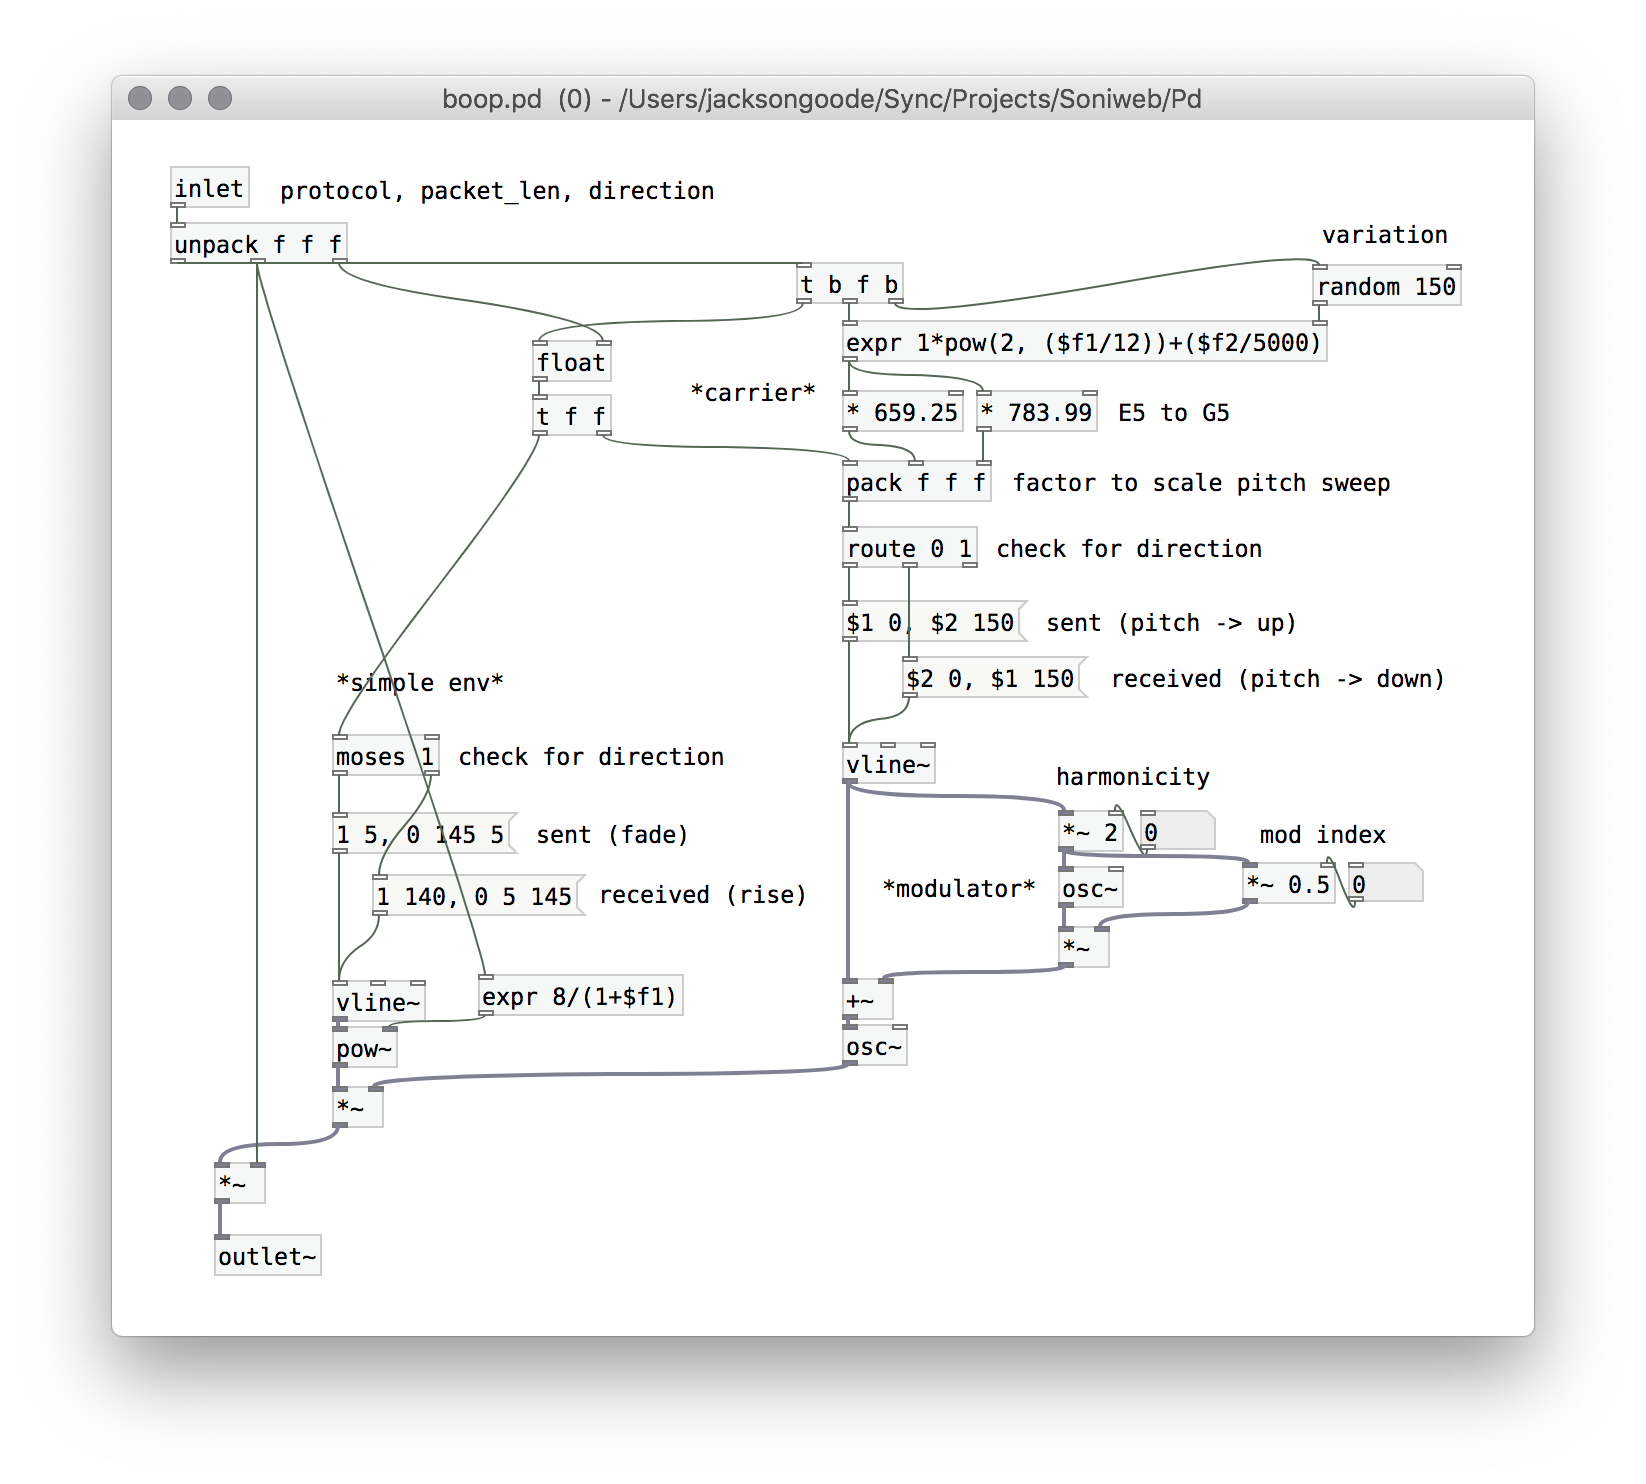 boop.pd (0) - /Users/jacksongoode/Sync/Projects/Soniweb/Pd
inlet
protocol, packet_len, direction
unpack f f f
variation
t b f b
random 150
expr 1*pow(2, ($f1/12))+($f2/5000)
float
*carrier*
* 659.25
* 783.99
E5 to G5
t f f
pack f f f
factor to scale pitch sweep
route 0 1
check for direction
$1 0, $2 150
sent (pitch -> up)
$2 0, $1 150
received (pitch -> down)
*simple env*
moses 1
check for direction
vline~
harmonicity
*~ 2
0
mod index
1 5, 0 145 5
sent (fade)
*modulator*
osc~
*~ 0.5
0
1 140, 0 5 145
received (rise)
*~
vline~
expr 8/(1+$f1)
+~
pow~
osc~
*~
*~
outlet~